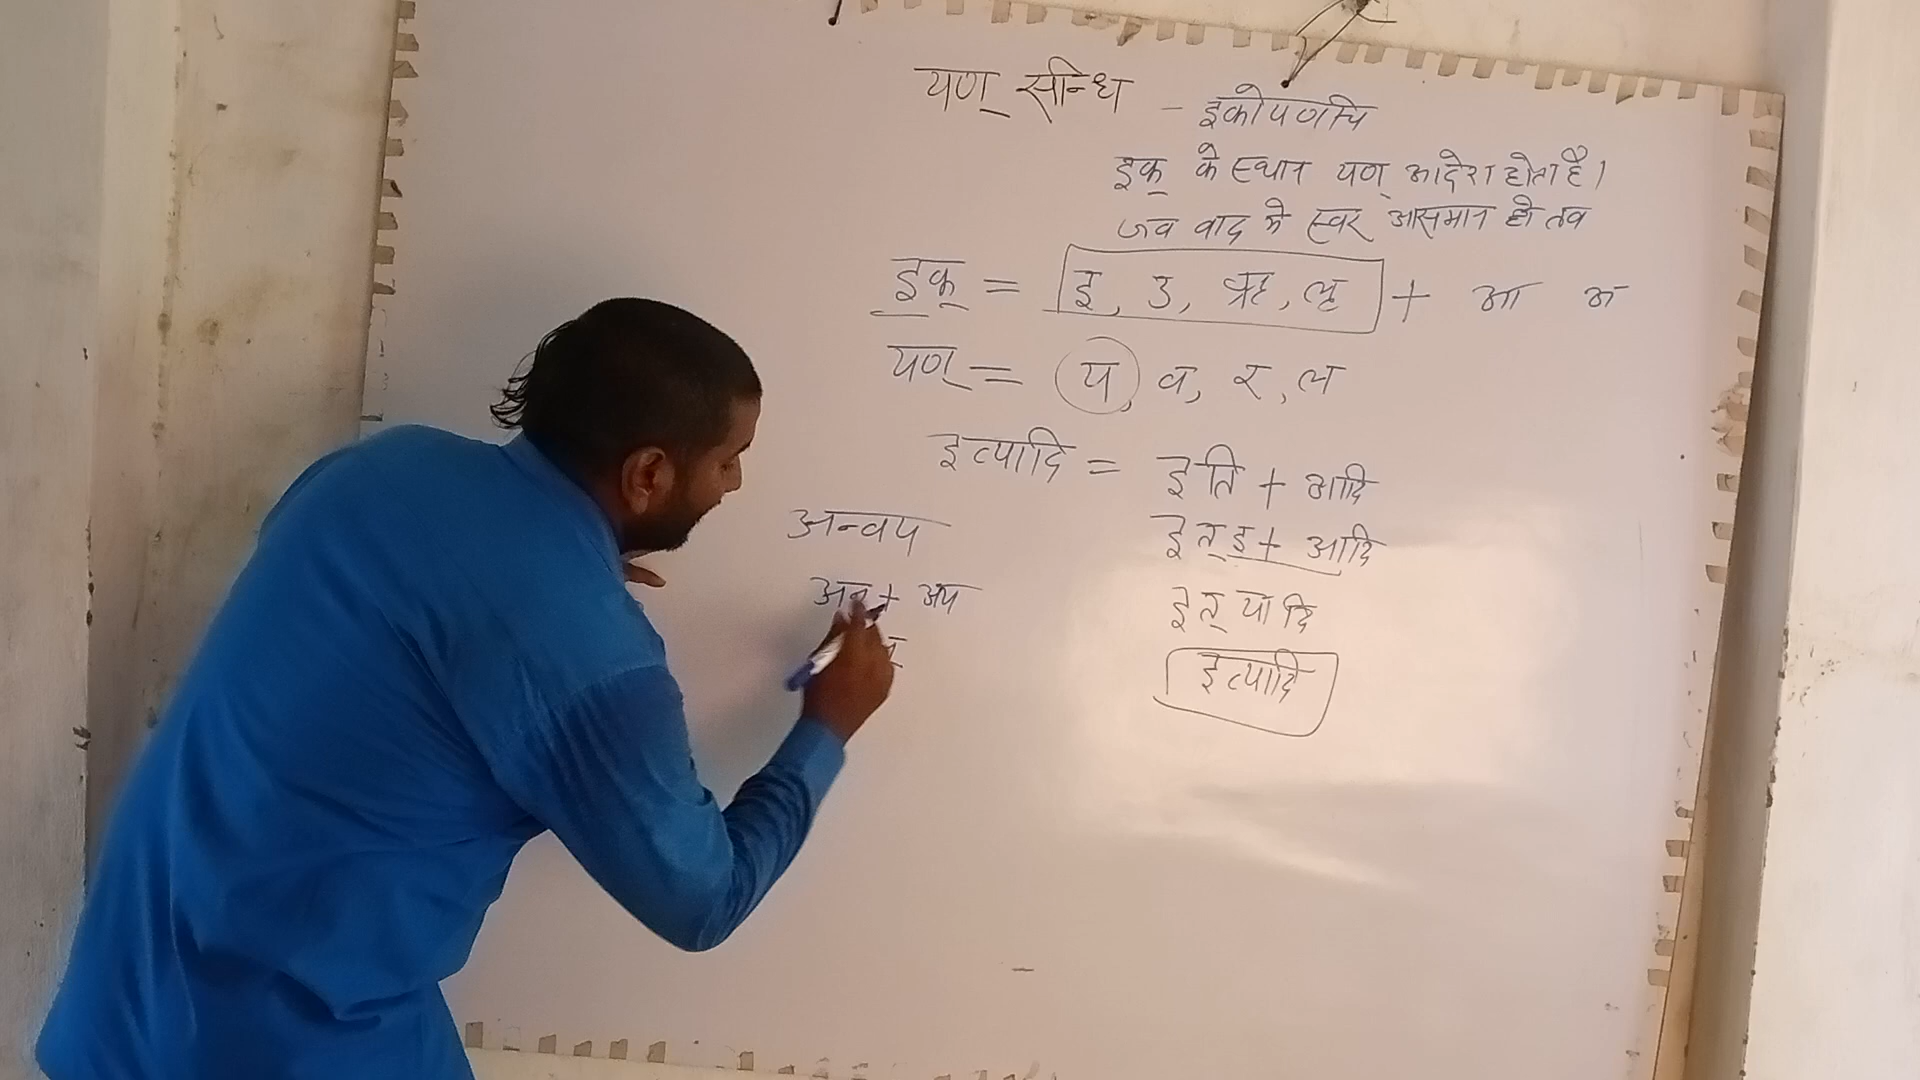 यण् सन्धि - इकोयणचि
इक् के स्थान यण् आदेश होता है।
जब बाद मे स्वर आसमान हो तब
इक् = इ, उ, ऋ, लृ + आ अ
यण् = य, व, र, ल
इत्यादि = इति + आदि
इत् इ + आदि
इत् यादि
इत्यादि
अन्वय
अनु + अय